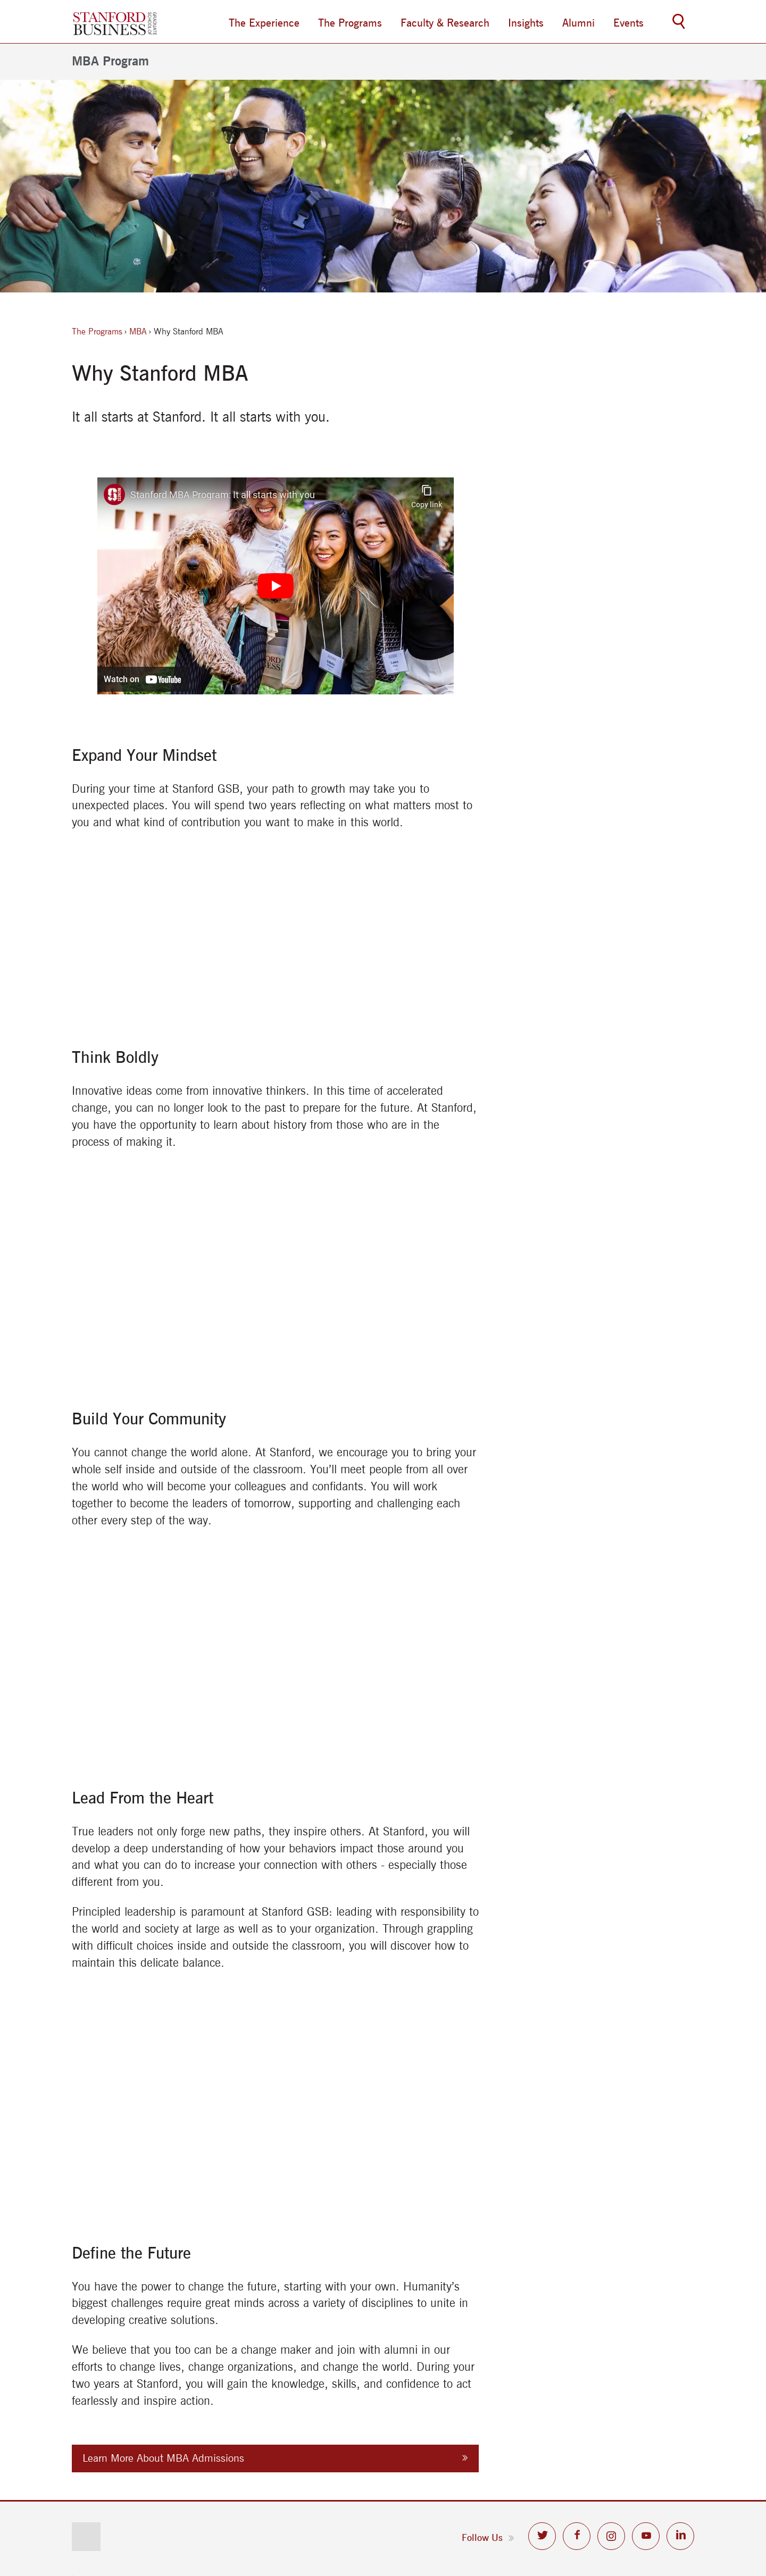 STANFORD
BUSINESS
GRADUATE
SCHOOL OF
The Experience
The Programs
Faculty & Research
Insights
Alumni
Events
MBA Program
The Programs › MBA › Why Stanford MBA
Why Stanford MBA
It all starts at Stanford. It all starts with you.
Stanford MBA Program: It all starts with you
Copy link
Watch on YouTube
Expand Your Mindset
During your time at Stanford GSB, your path to growth may take you to
unexpected places. You will spend two years reflecting on what matters most to
you and what kind of contribution you want to make in this world.
Think Boldly
Innovative ideas come from innovative thinkers. In this time of accelerated
change, you can no longer look to the past to prepare for the future. At Stanford,
you have the opportunity to learn about history from those who are in the
process of making it.
Build Your Community
You cannot change the world alone. At Stanford, we encourage you to bring your
whole self inside and outside of the classroom. You’ll meet people from all over
the world who will become your colleagues and confidants. You will work
together to become the leaders of tomorrow, supporting and challenging each
other every step of the way.
Lead From the Heart
True leaders not only forge new paths, they inspire others. At Stanford, you will
develop a deep understanding of how your behaviors impact those around you
and what you can do to increase your connection with others - especially those
different from you.
Principled leadership is paramount at Stanford GSB: leading with responsibility to
the world and society at large as well as to your organization. Through grappling
with difficult choices inside and outside the classroom, you will discover how to
maintain this delicate balance.
Define the Future
You have the power to change the future, starting with your own. Humanity’s
biggest challenges require great minds across a variety of disciplines to unite in
developing creative solutions.
We believe that you too can be a change maker and join with alumni in our
efforts to change lives, change organizations, and change the world. During your
two years at Stanford, you will gain the knowledge, skills, and confidence to act
fearlessly and inspire action.
Learn More About MBA Admissions »
Follow Us »